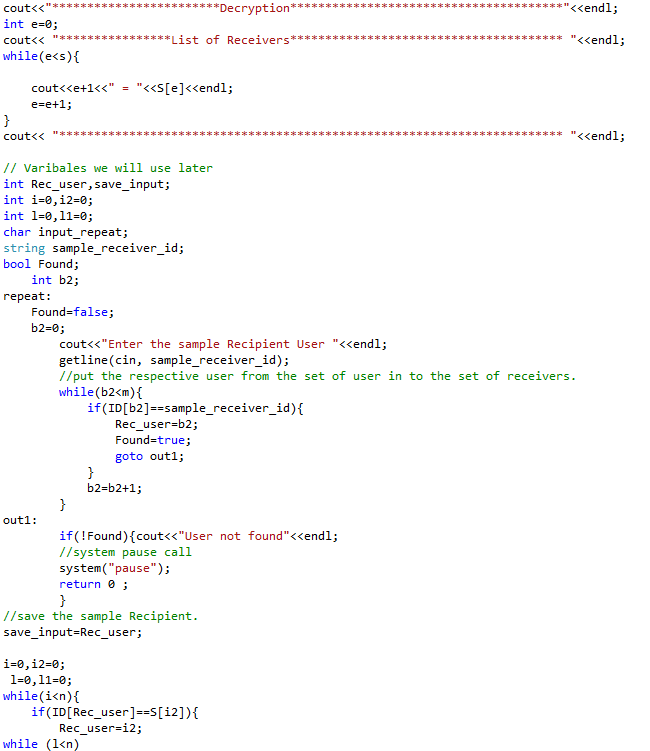 cout<<"************************Decryption***************************************"<<endl;
int e=0;
cout<< "****************List of Receivers*************************************** "<<endl;
while(e<s){
cout<<e+1<<" = "<<S[e]<<endl;
e=e+1;
}
cout<< "************************************************************************ "<<endl;
// Varibales we will use later
int Rec_user,save_input;
int i=0,i2=0;
int l=0,l1=0;
char input_repeat;
string sample_receiver_id;
bool Found;
int b2;
repeat:
Found=false;
b2=0;
cout<<"Enter the sample Recipient User "<<endl;
getline(cin, sample_receiver_id);
//put the respective user from the set of user in to the set of receivers.
while(b2<m){
if(ID[b2]==sample_receiver_id){
Rec_user=b2;
Found=true;
goto out1;
}
b2=b2+1;
}
out1:
if(!Found){cout<<"User not found"<<endl;
//system pause call
system("pause");
return 0 ;
}
//save the sample Recipient.
save_input=Rec_user;
i=0,i2=0;
l=0,l1=0;
while(i<n){
if(ID[Rec_user]==S[i2]){
Rec_user=i2;
while (l<n)